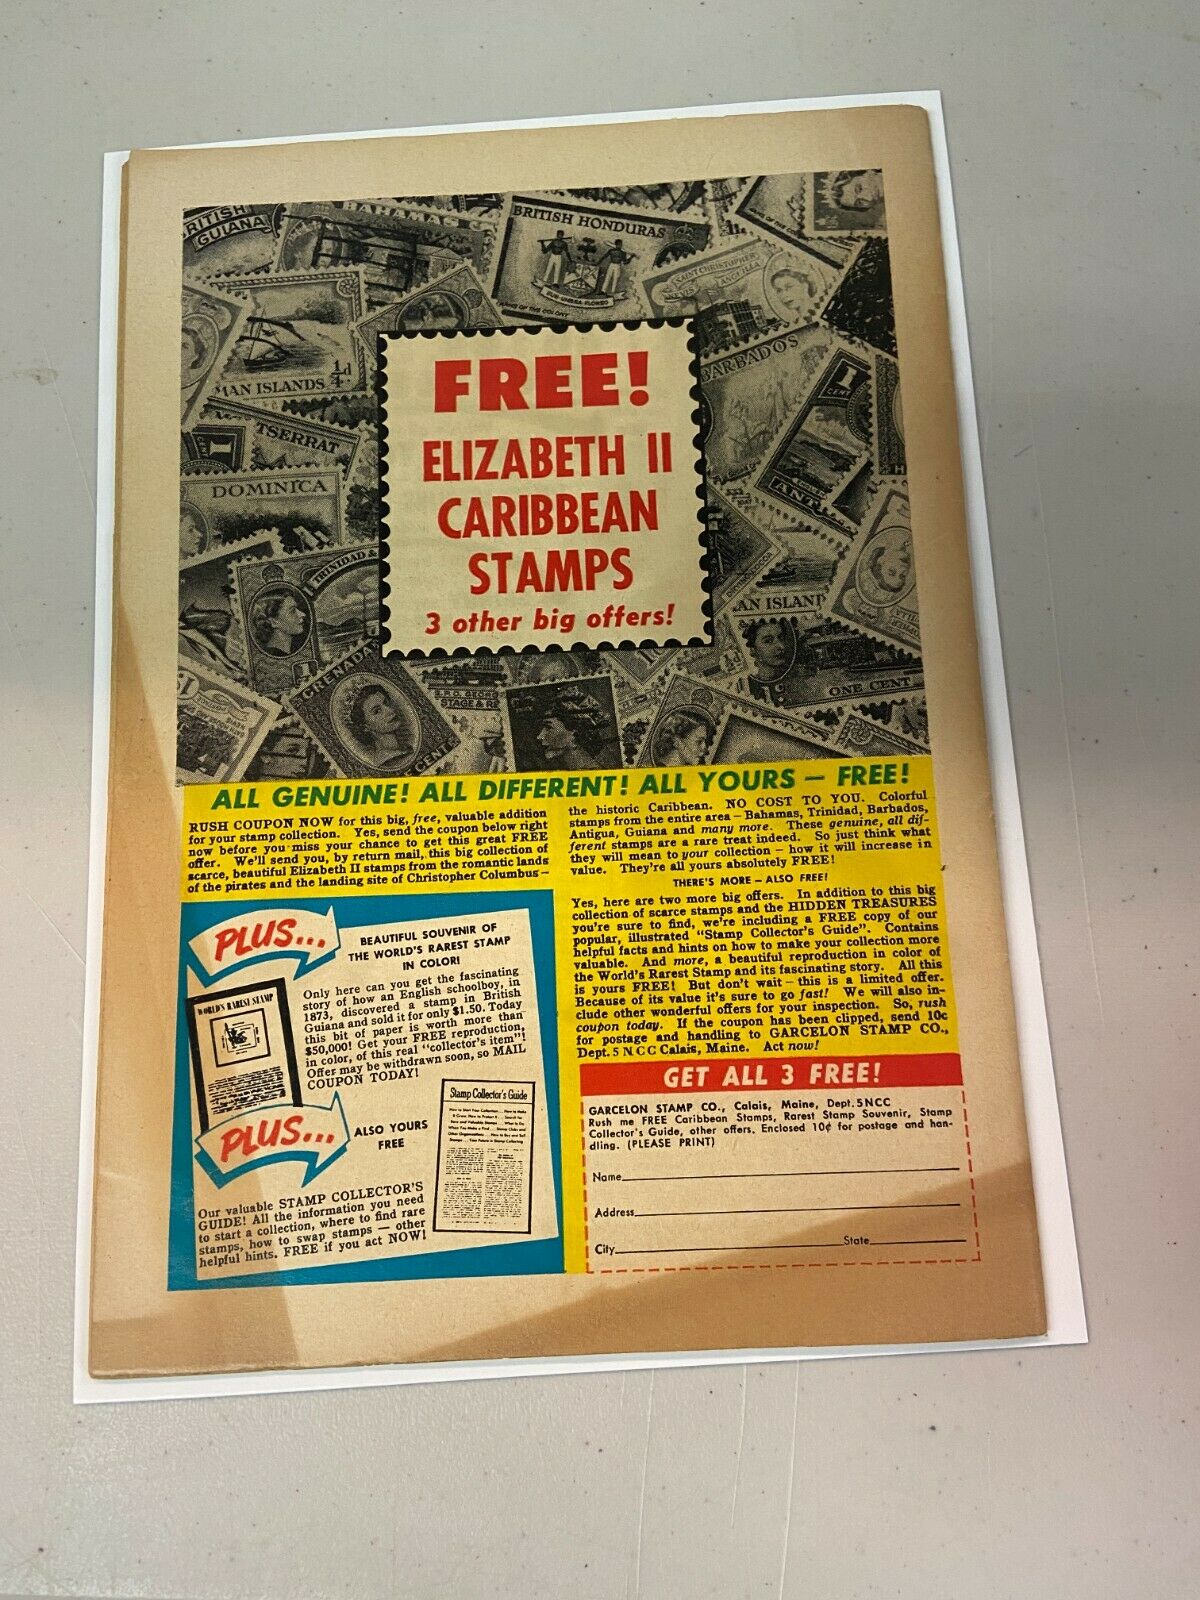 BRITISH
GUIANA
BAHAMAS
BRITISH HONDURAS
SUB UMBRA FLOREO
SAINT CHRISTOPHER
ANGUILLA
MAN ISLANDS
¼d
BARBADOS
1
CENT
TSERRAT
1
CENT
DOMINICA
TRINIDAD &
ANT
MAN ISLAND
GRENADA
CENT
STAGE & RE
ONE CENT
1
FREE!
ELIZABETH II
CARIBBEAN
STAMPS
3 other big offers!
ALL GENUINE! ALL DIFFERENT! ALL YOURS — FREE!
RUSH COUPON NOW for this big, free, valuable addition
for your stamp collection. Yes, send the coupon below right
now before you miss your chance to get this great FREE
offer. We'll send you, by return mail, this big collection of
scarce, beautiful Elizabeth II stamps from the romantic lands
of the pirates and the landing site of Christopher Columbus—
the historic Caribbean. NO COST TO YOU. Colorful
stamps from the entire area — Bahamas, Trinidad, Barbados,
Antigua, Guiana and many more. These genuine, all dif-
ferent stamps are a rare treat indeed. So just think what
they will mean to your collection — how it will increase in
value. They're all yours absolutely FREE!
THERE'S MORE — ALSO FREE!
Yes, here are two more big offers. In addition to this big
collection of scarce stamps and the HIDDEN TREASURES
you're sure to find, we're including a FREE copy of our
popular, illustrated "Stamp Collector's Guide". Contains
helpful facts and hints on how to make your collection more
valuable. And more, a beautiful reproduction in color of
the World's Rarest Stamp and its fascinating story. All this
is yours FREE! But don't wait — this is a limited offer.
Because of its value it's sure to go fast! We will also in-
clude other wonderful offers for your inspection. So, rush
coupon today. If the coupon has been clipped, send 10c
for postage and handling to GARCELON STAMP CO.,
Dept. 5NCC Calais, Maine. Act now!
PLUS...
BEAUTIFUL SOUVENIR OF
THE WORLD'S RAREST STAMP
IN COLOR!
WORLD'S RAREST STAMP
Only here can you get the fascinating
story of how an English schoolboy, in
1873, discovered a stamp in British
Guiana and sold it for only $1.50. Today
this bit of paper is worth more than
$50,000! Get your FREE reproduction,
in color, of this real "collector's item"!
Offer may be withdrawn soon, so MAIL
COUPON TODAY!
PLUS...
ALSO YOURS
FREE
Stamp Collector's Guide
Our valuable STAMP COLLECTOR'S
GUIDE! All the information you need
to start a collection, where to find rare
stamps, how to swap stamps — other
helpful hints. FREE if you act NOW!
GET ALL 3 FREE!
GARCELON STAMP CO., Calais, Maine, Dept. 5NCC
Rush me FREE Caribbean Stamps, Rarest Stamp Souvenir, Stamp
Collector's Guide, other offers. Enclosed 10¢ for postage and han-
dling. (PLEASE PRINT)
Name
Address
City State